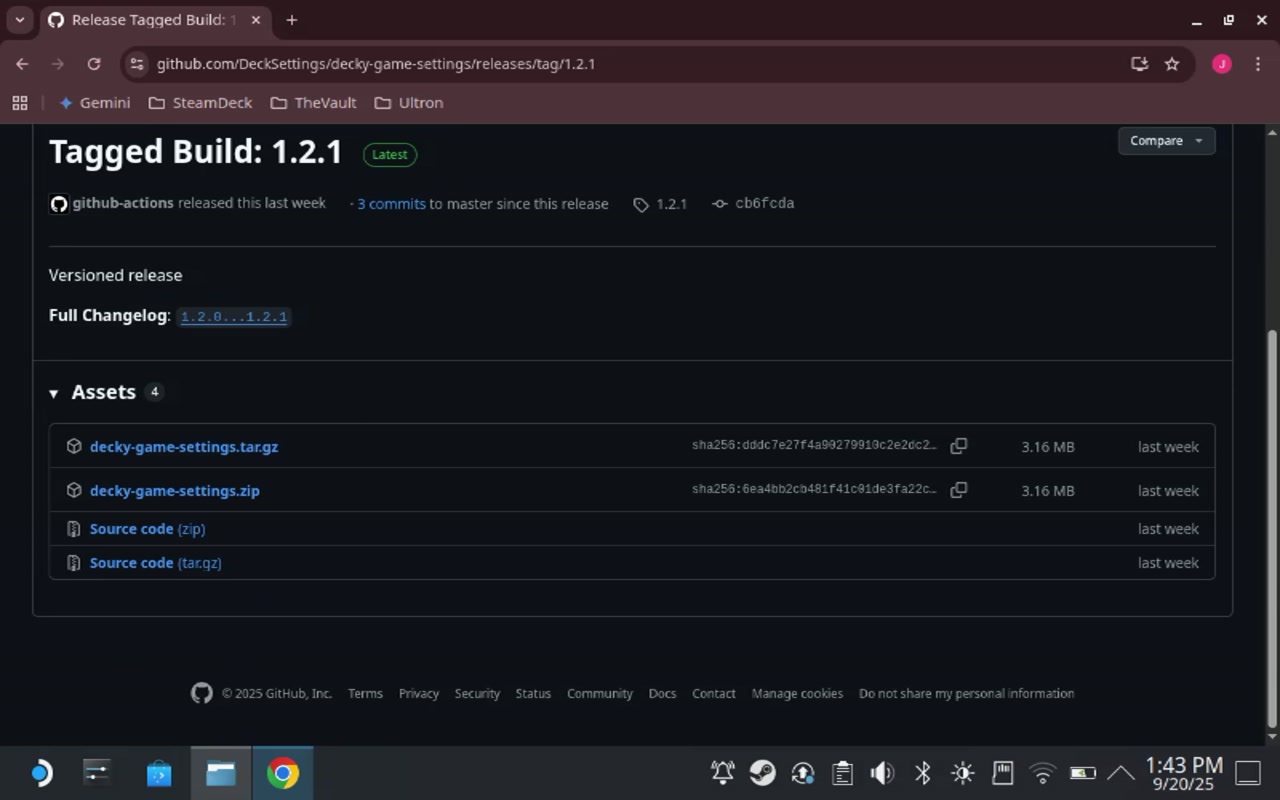 Release Tagged Build: 1
github.com/DeckSettings/decky-game-settings/releases/tag/1.2.1
J
Gemini SteamDeck TheVault Ultron
Tagged Build: 1.2.1 Latest
Compare
github-actions released this last week · 3 commits to master since this release 1.2.1 cb6fcda
Versioned release
Full Changelog: 1.2.0...1.2.1
Assets 4
decky-game-settings.tar.gz sha256:dddc7e27f4a90279910c2e2dc2… 3.16 MB last week
decky-game-settings.zip sha256:6ea4bb2cb481f41c01de3fa22c… 3.16 MB last week
Source code (zip) last week
Source code (tar.gz) last week
© 2025 GitHub, Inc. Terms Privacy Security Status Community Docs Contact Manage cookies Do not share my personal information
1:43 PM
9/20/25